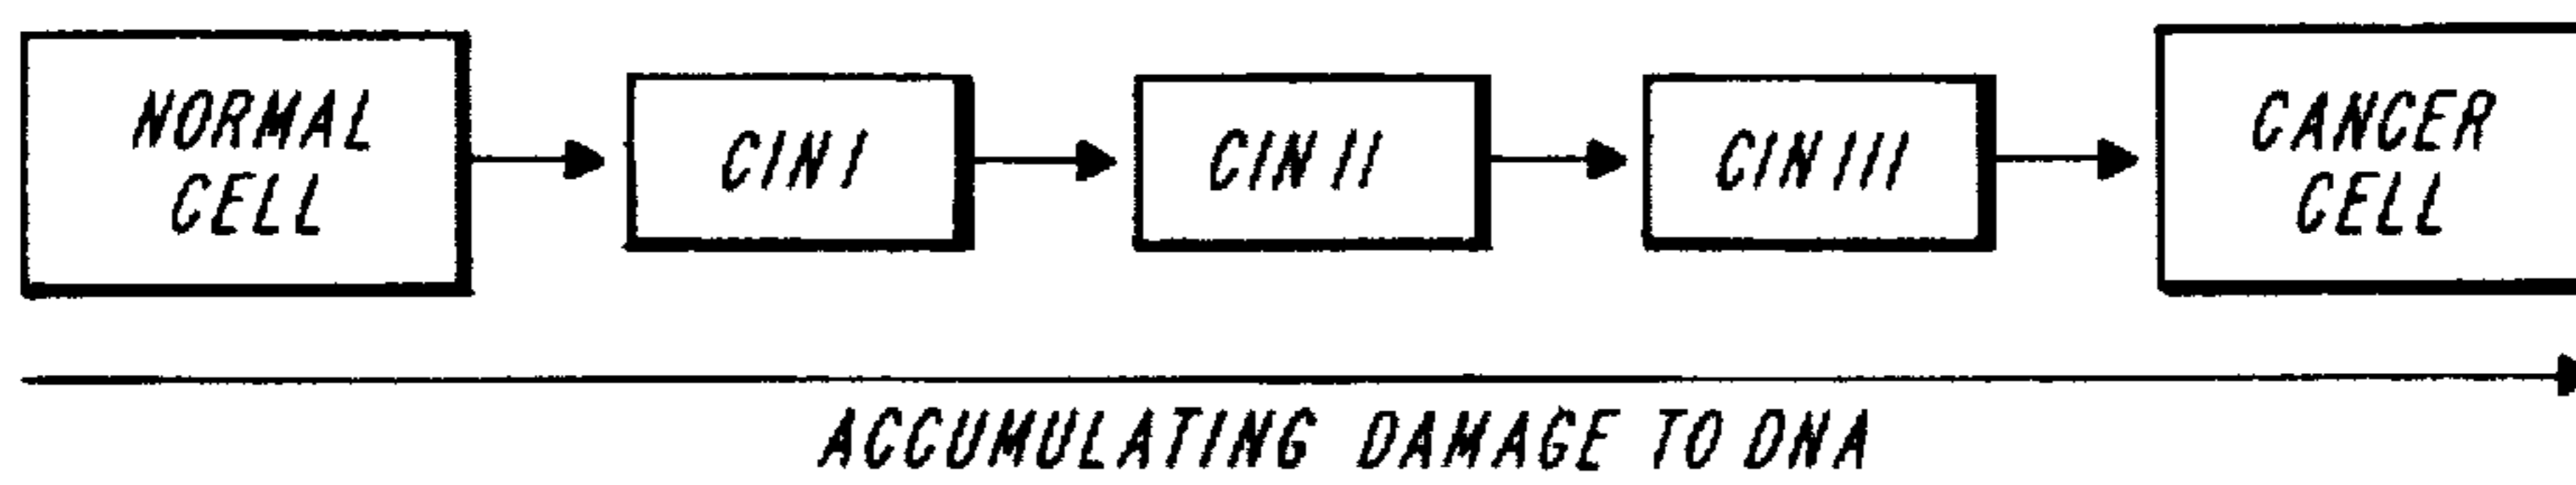 NORMAL
CELL
CIN I
CIN II
CIN III
CANCER
CELL
ACCUMULATING DAMAGE TO DNA